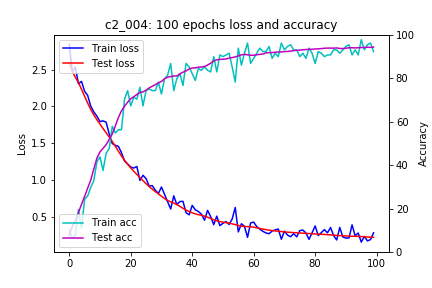 c2_004: 100 epochs loss and accuracy
Train loss
Test loss
Train acc
Test acc
Loss
2.5
2.0
1.5
1.0
0.5
Accuracy
100
80
60
40
20
0
0 20 40 60 80 100